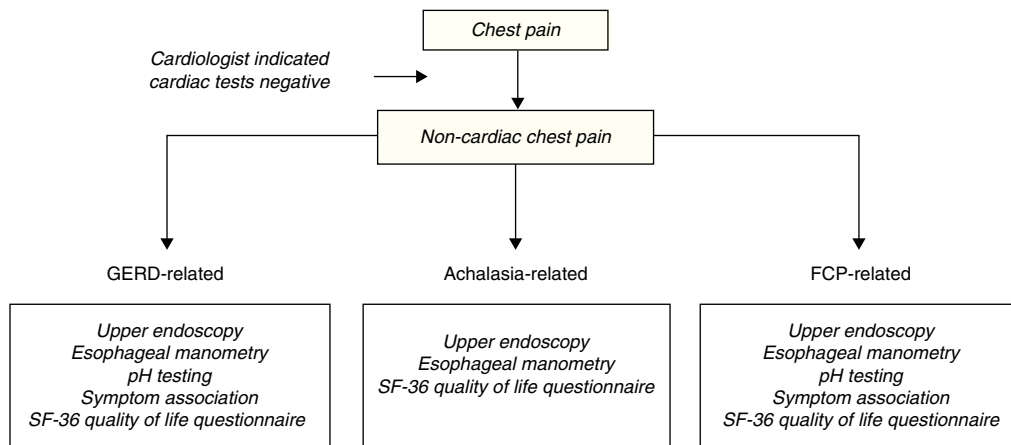 Chest pain
Cardiologist indicated
cardiac tests negative
Non-cardiac chest pain
GERD-related
Achalasia-related
FCP-related
Upper endoscopy
Esophageal manometry
pH testing
Symptom association
SF-36 quality of life questionnaire
Upper endoscopy
Esophageal manometry
SF-36 quality of life questionnaire
Upper endoscopy
Esophageal manometry
pH testing
Symptom association
SF-36 quality of life questionnaire